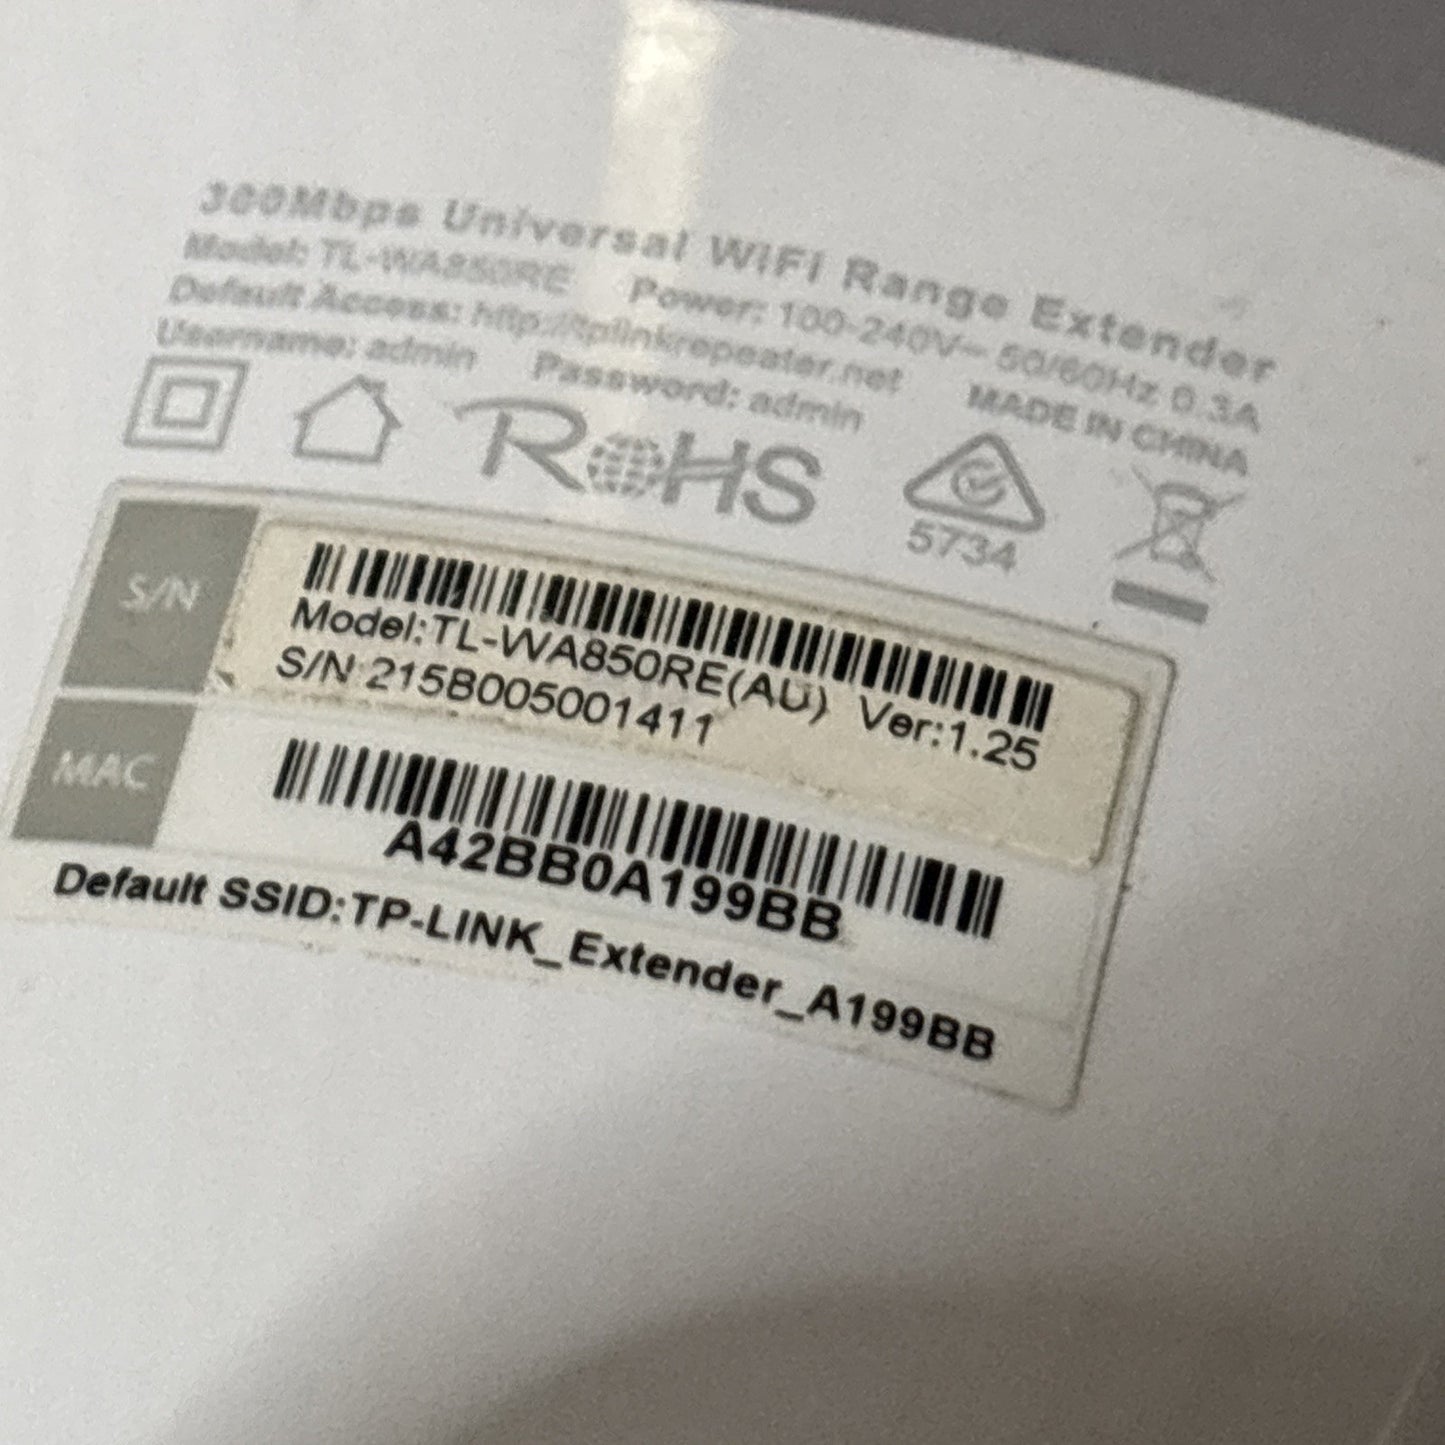 300Mbps Universal WiFi Range Extender
Model: TL-WA850RE Power: 100-240V~ 50/60Hz 0.3A
Default Access: http://tplinkrepeater.net MADE IN CHINA
Username: admin Password: admin
RoHS
5734
S/N
Model:TL-WA850RE(AU) Ver:1.25
S/N 215B005001411
MAC
A42BB0A199BB
Default SSID:TP-LINK_Extender_A199BB